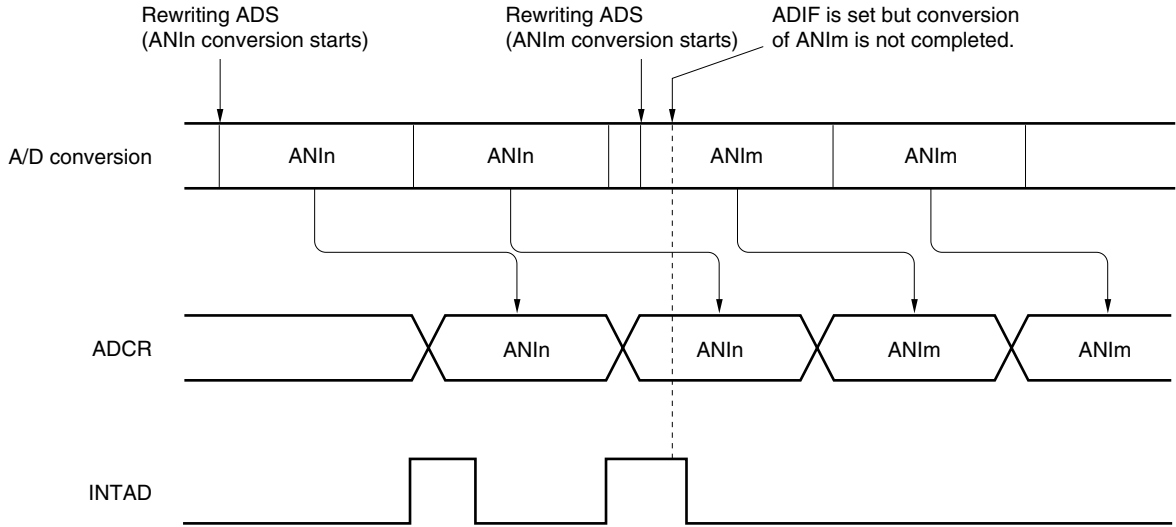 Rewriting ADS
(ANIn conversion starts)
Rewriting ADS
(ANIm conversion starts)
ADIF is set but conversion
of ANIm is not completed.
A/D conversion
ANIn
ANIn
ANIm
ANIm
ADCR
ANIn
ANIn
ANIm
ANIm
INTAD